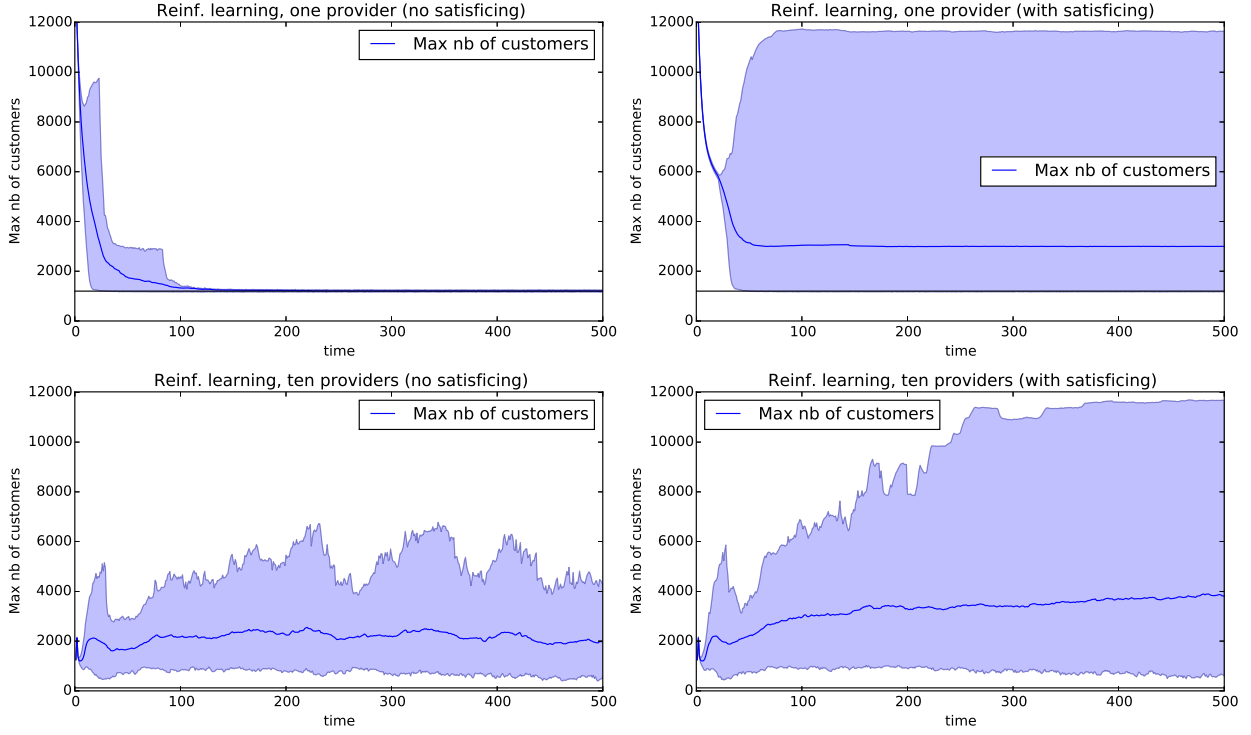 Reinf. learning, one provider (no satisficing)
Max nb of customers
Max nb of customers
12000
10000
8000
6000
4000
2000
0
0 100 200 300 400 500
time
Reinf. learning, one provider (with satisficing)
Max nb of customers
Max nb of customers
12000
10000
8000
6000
4000
2000
0
0 100 200 300 400 500
time
Reinf. learning, ten providers (no satisficing)
Max nb of customers
Max nb of customers
12000
10000
8000
6000
4000
2000
0
0 100 200 300 400 500
time
Reinf. learning, ten providers (with satisficing)
Max nb of customers
Max nb of customers
12000
10000
8000
6000
4000
2000
0
0 100 200 300 400 500
time